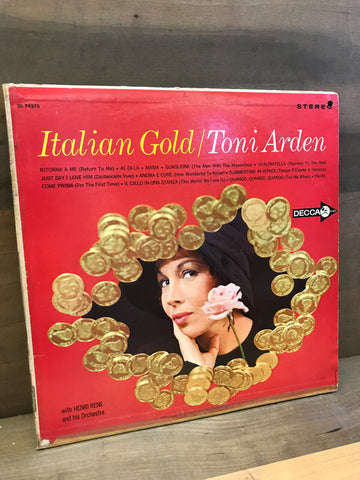 DL 74375
STEREO
Italian Gold/Toni Arden
RITORNA A ME (Return To Me) • AL DI-LA • MAMA • GUAGLIONE (The Man With The Mandolino) • SCALINATELLA (Stairway To The Sea)
JUST SAY I LOVE HIM (Dicitencello Vuie) • ANEMA E CORE (How Wonderful To Know) • SUMMERTIME IN VENICE (Tempo D'Estate A Venezia)
COME PRIMA (For The First Time) • IL CIELO IN UNA STANZA (This World We Love In) • QUANDO, QUANDO, QUANDO (Tell Me When) • PADRE
DECCA
with HENRI RENE
and his Orchestra